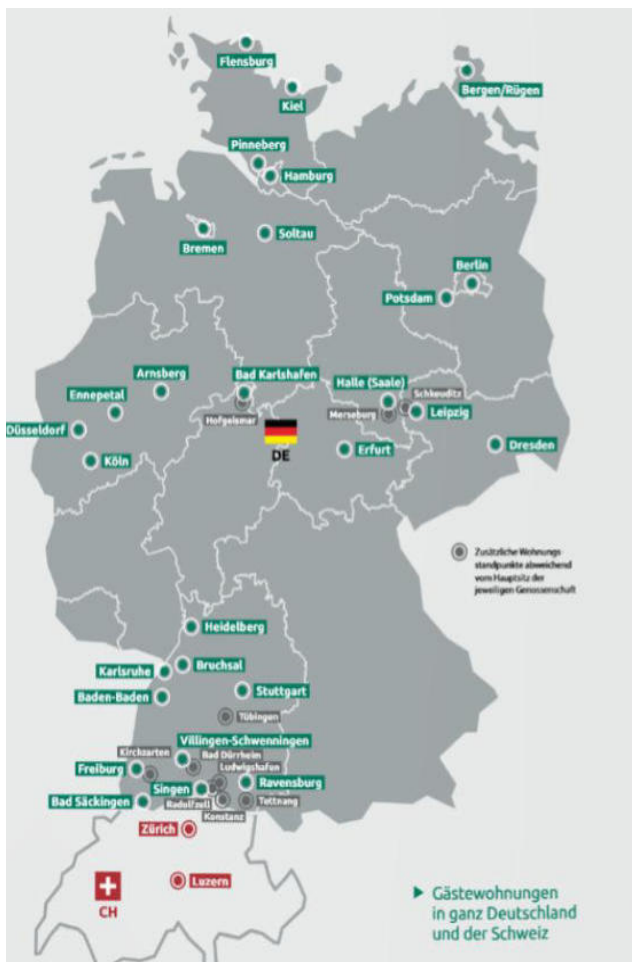 Flensburg
Kiel
Bergen/Rügen
Pinneberg
Hamburg
Bremen
Soltau
Berlin
Potsdam
Arnsberg
Bad Karlshafen
Halle (Saale)
Schkeuditz
Ennepetal
Hofgeismar
Merseburg
Leipzig
Düsseldorf
DE
Erfurt
Dresden
Köln
Zusätzliche Wohnungs
standpunkte abweichend
vom Hauptsitz der
jeweiligen Genossenschaft
Heidelberg
Karlsruhe
Bruchsal
Baden-Baden
Stuttgart
Tübingen
Villingen-Schwenningen
Kirchzarten
Bad Dürrheim
Freiburg
Ludwigshafen
Singen
Ravensburg
Bad Säckingen
Radolfzell
Tettnang
Konstanz
Zürich
Luzern
CH
Gästewohnungen
in ganz Deutschland
und der Schweiz